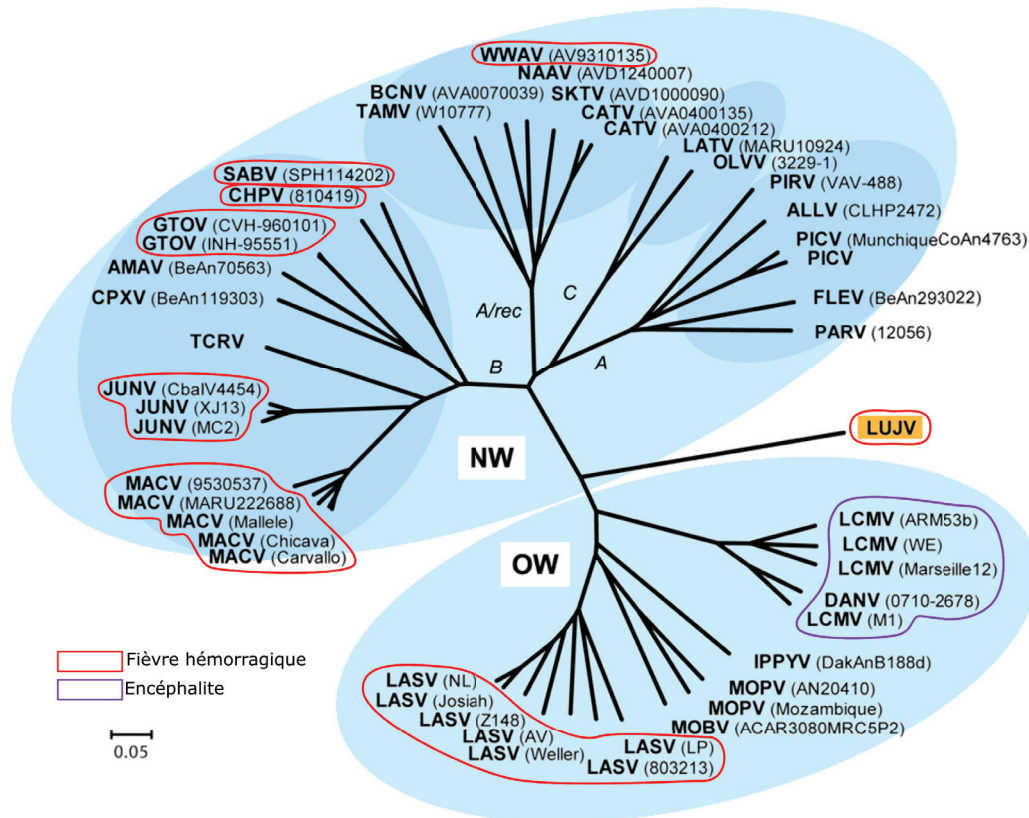 WWAV (AV9310135)
NAAV (AVD1240007)
BCNV (AVA0070039)
SKTV (AVD1000090)
TAMV (W10777)
CATV (AVA0400135)
CATV (AVA0400212)
LATV (MARU10924)
OLVV (3229-1)
SABV (SPH114202)
PIRV (VAV-488)
CHPV (810419)
ALLV (CLHP2472)
GTOV (CVH-960101)
GTOV (INH-95551)
PICV (MunchiqueCoAn4763)
PICV
AMAV (BeAn70563)
CPXV (BeAn119303)
FLEV (BeAn293022)
A/rec
C
PARV (12056)
TCRV
B
A
JUNV (CbaIV4454)
JUNV (XJ13)
JUNV (MC2)
LUJV
NW
MACV (9530537)
MACV (MARU222688)
MACV (Mallele)
MACV (Chicava)
MACV (Carvallo)
LCMV (ARM53b)
LCMV (WE)
LCMV (Marseille12)
OW
DANV (0710-2678)
LCMV (M1)
Fièvre hémorragique
Encéphalite
IPPYV (DakAnB188d)
MOPV (AN20410)
MOPV (Mozambique)
MOBV (ACAR3080MRC5P2)
LASV (NL)
LASV (Josiah)
LASV (Z148)
LASV (AV)
LASV (Weller)
LASV (LP)
LASV (803213)
0.05